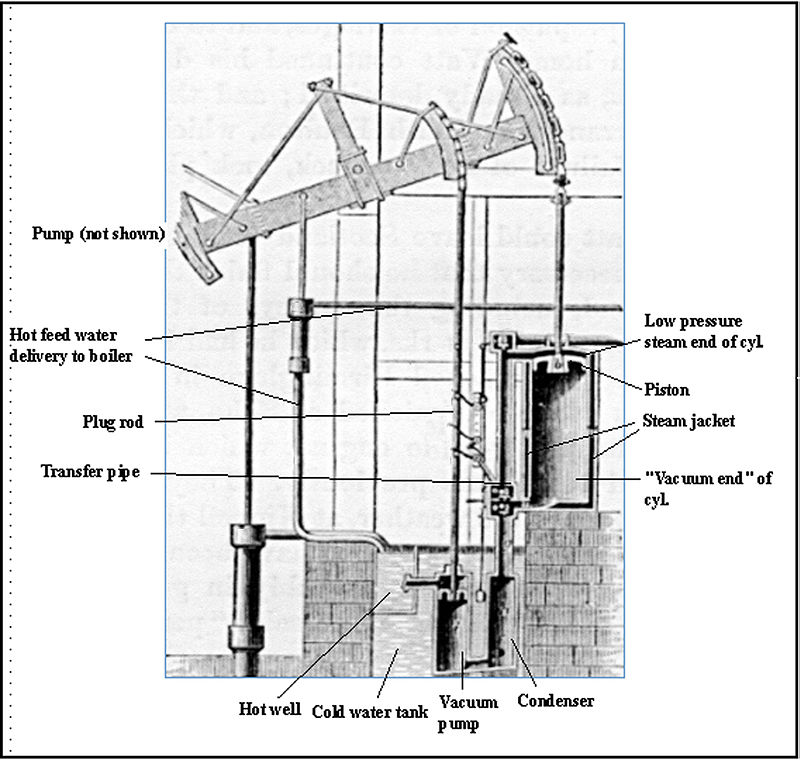 Pump (not shown)
Hot feed water
delivery to boiler
Plug rod
Transfer pipe
Low pressure
steam end of cyl.
Piston
Steam jacket
"Vacuum end" of
cyl.
Hot well
Cold water tank
Vacuum
pump
Condenser